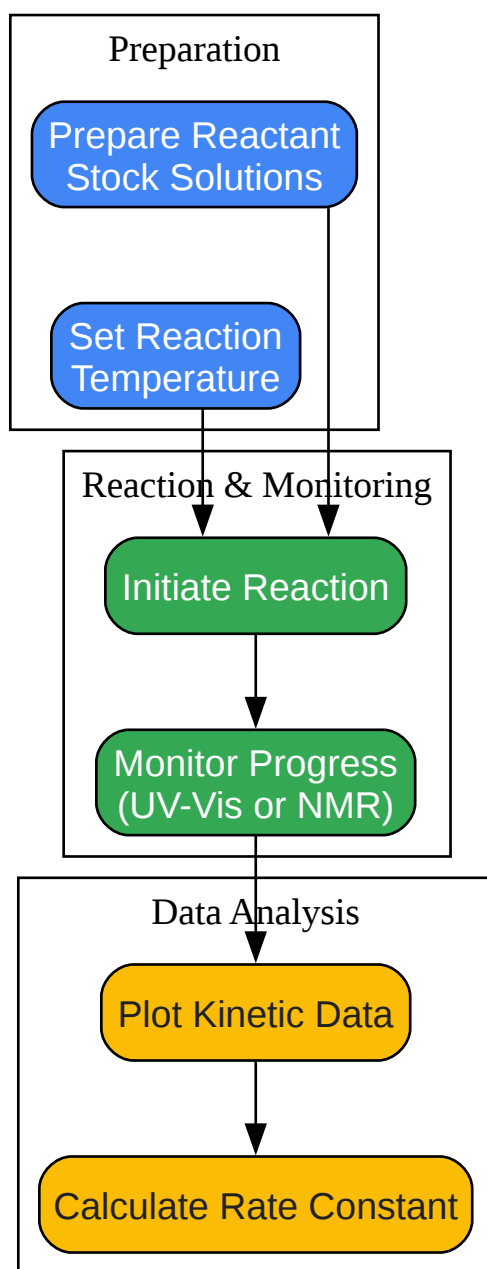 Preparation
Prepare Reactant
Stock Solutions
Set Reaction
Temperature
Reaction & Monitoring
Initiate Reaction
Monitor Progress
(UV-Vis or NMR)
Data Analysis
Plot Kinetic Data
Calculate Rate Constant